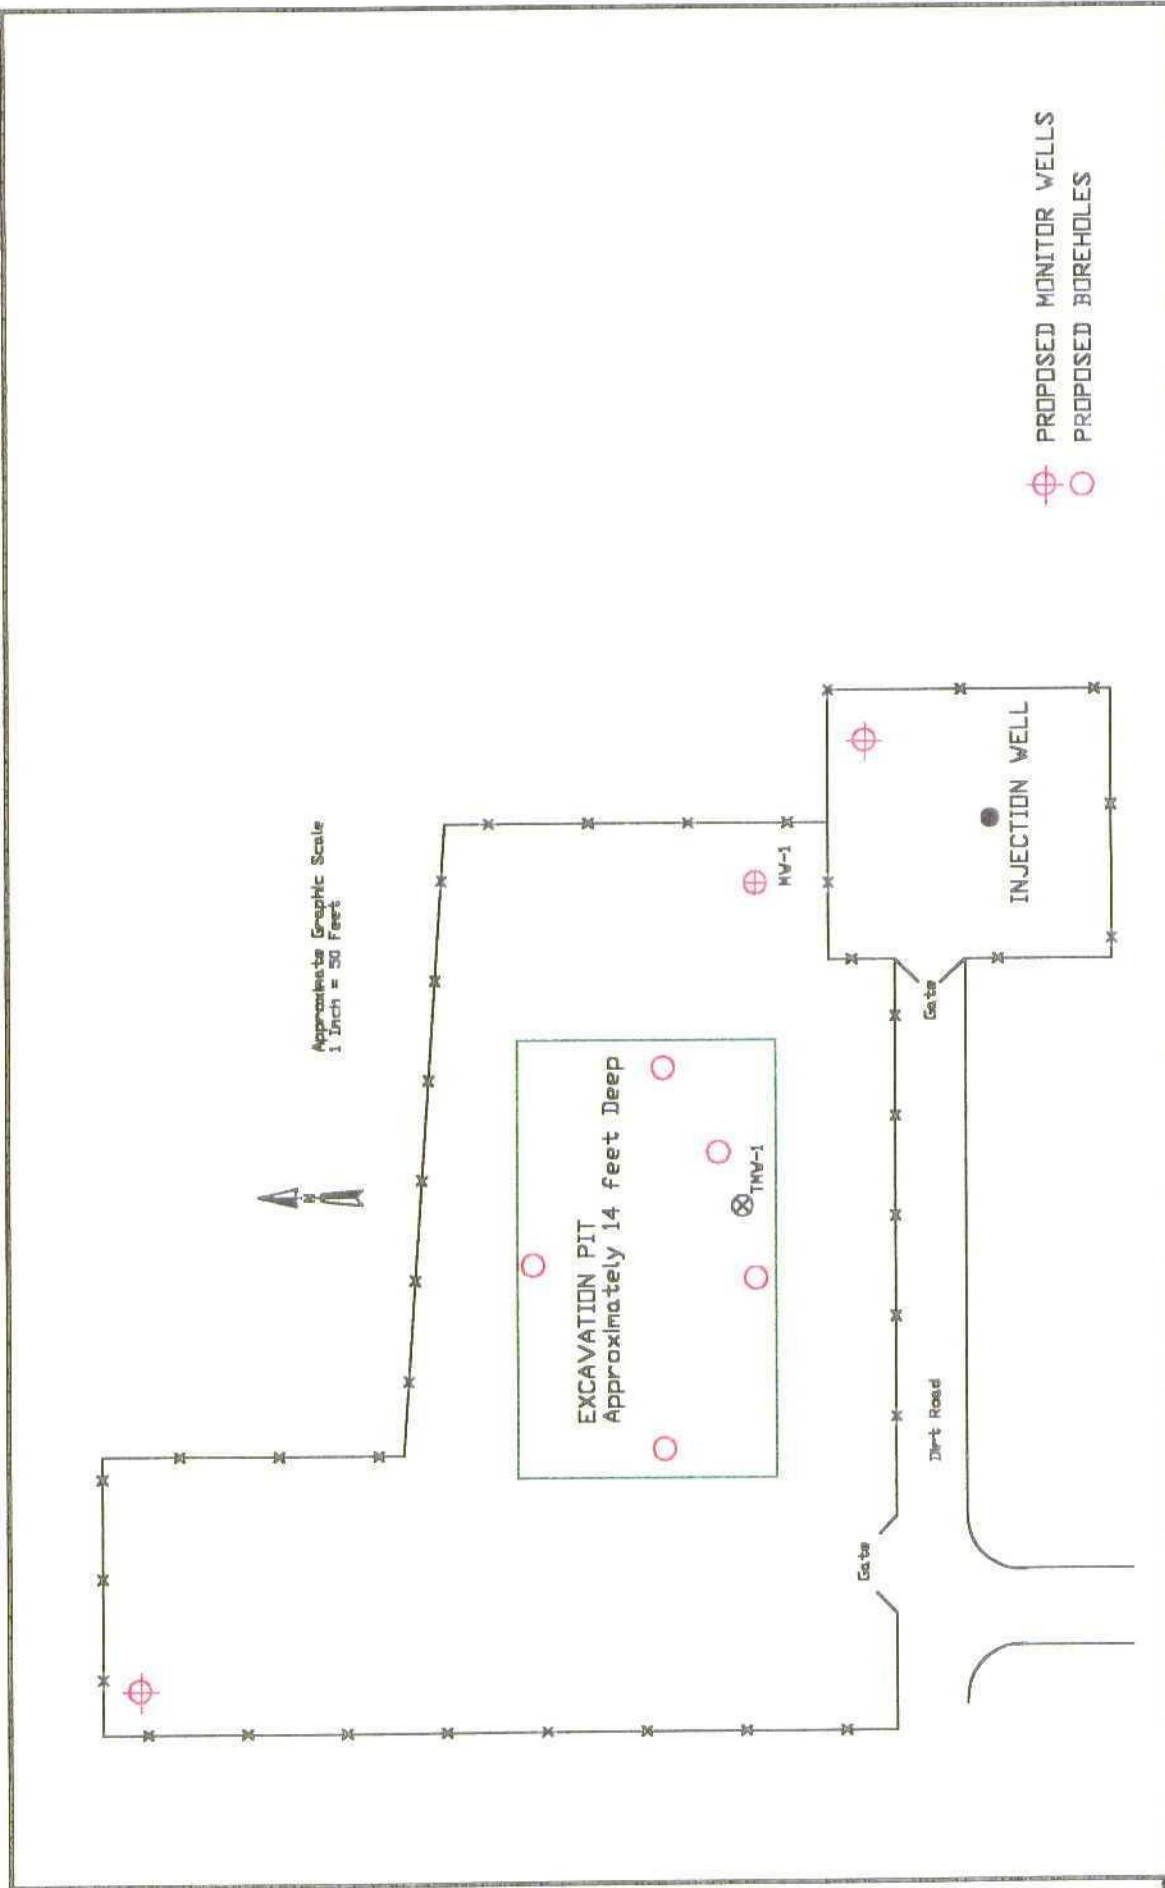 Approximate Graphic Scale
1 Inch = 50 Feet
N
EXCAVATION PIT
Approximately 14 feet Deep
TMW-1
MW-1
Gate
Dirt Road
Gate
INJECTION WELL
PROPOSED MONITOR WELLS
PROPOSED BOREHOLES